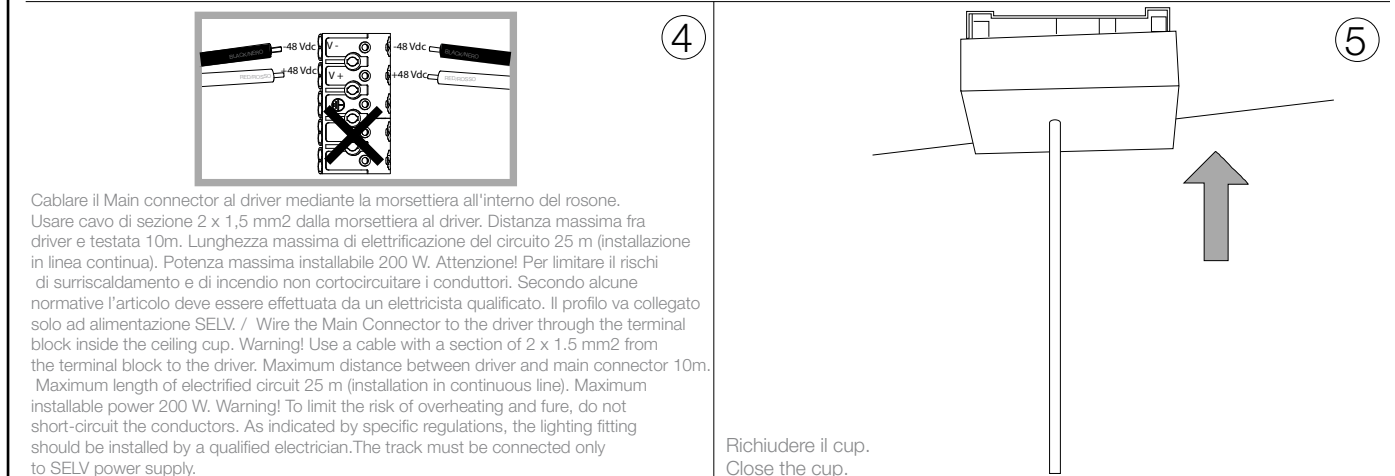 4
-48 Vdc V - -48 Vdc
BLACK/NERO BLACK/NERO
+48 Vdc V + +48 Vdc
RED/ROSSO RED/ROSSO
Cablare il Main connector al driver mediante la morsettiera all'interno del rosone.
Usare cavo di sezione 2 x 1,5 mm2 dalla morsettiera al driver. Distanza massima fra
driver e testata 10m. Lunghezza massima di elettrificazione del circuito 25 m (installazione
in linea continua). Potenza massima installabile 200 W. Attenzione! Per limitare il rischi
di surriscaldamento e di incendio non cortocircuitare i conduttori. Secondo alcune
normative l'articolo deve essere effettuata da un elettricista qualificato. Il profilo va collegato
solo ad alimentazione SELV. / Wire the Main Connector to the driver through the terminal
block inside the ceiling cup. Warning! Use a cable with a section of 2 x 1.5 mm2 from
the terminal block to the driver. Maximum distance between driver and main connector 10m.
Maximum length of electrified circuit 25 m (installation in continuous line). Maximum
installable power 200 W. Warning! To limit the risk of overheating and fure, do not
short-circuit the conductors. As indicated by specific regulations, the lighting fitting
should be installed by a qualified electrician.The track must be connected only
to SELV power supply.
5
Richiudere il cup.
Close the cup.